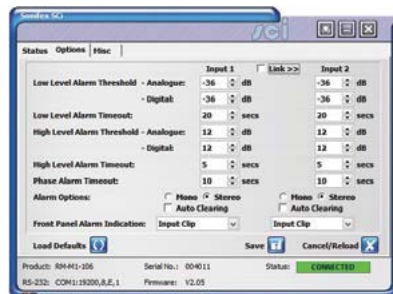 Sondex SCi
sci
Status Options Misc
Input 1 Link >> Input 2
Low Level Alarm Threshold - Analogue: -36 dB -36 dB
- Digital: -36 dB -36 dB
Low Level Alarm Timeout: 20 secs 20 secs
High Level Alarm Threshold - Analogue: 12 dB 12 dB
- Digital: 12 dB 12 dB
High Level Alarm Timeout: 5 secs 5 secs
Phase Alarm Timeout: 10 secs 10 secs
Alarm Options: Mono Stereo Mono Stereo
Auto Clearing Auto Clearing
Front Panel Alarm Indication: Input Clip Input Clip
Load Defaults Save Cancel/Reload
Product: RM-M1-106 Serial No.: 004011 Status: CONNECTED
RS-232: COM1:19200,8,E,1 Firmware: V2.05